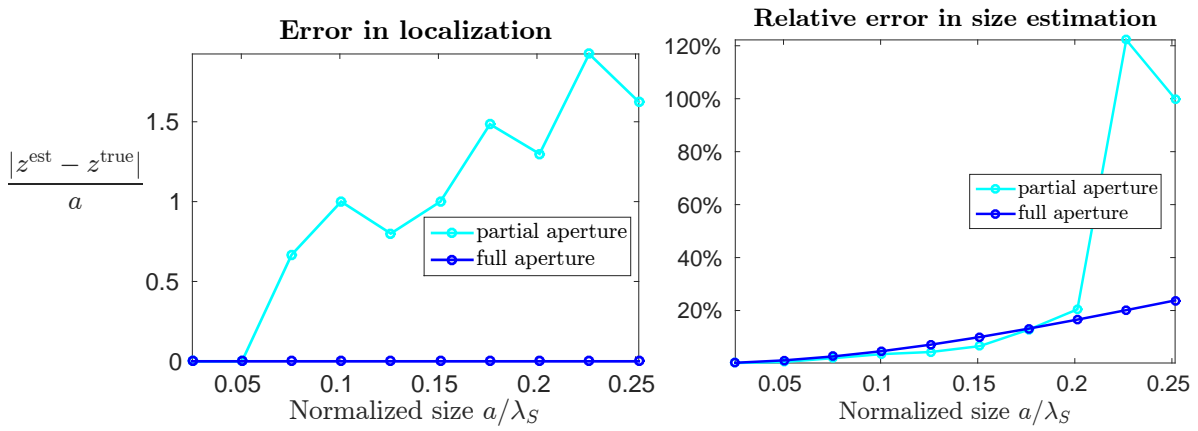 Error in localization
|z^est − z^true|
a
1.5
1
0.5
0
partial aperture
full aperture
0.05 0.1 0.15 0.2 0.25
Normalized size a/λ_S
Relative error in size estimation
120%
100%
80%
60%
40%
20%
partial aperture
full aperture
0.05 0.1 0.15 0.2 0.25
Normalized size a/λ_S